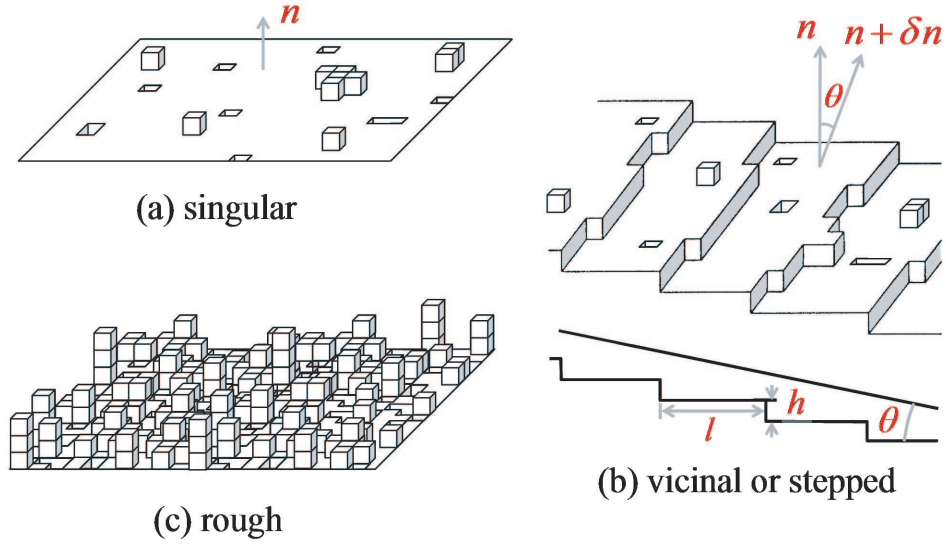 n
(a) singular
n
n + δn
θ
h
l
θ
(b) vicinal or stepped
(c) rough